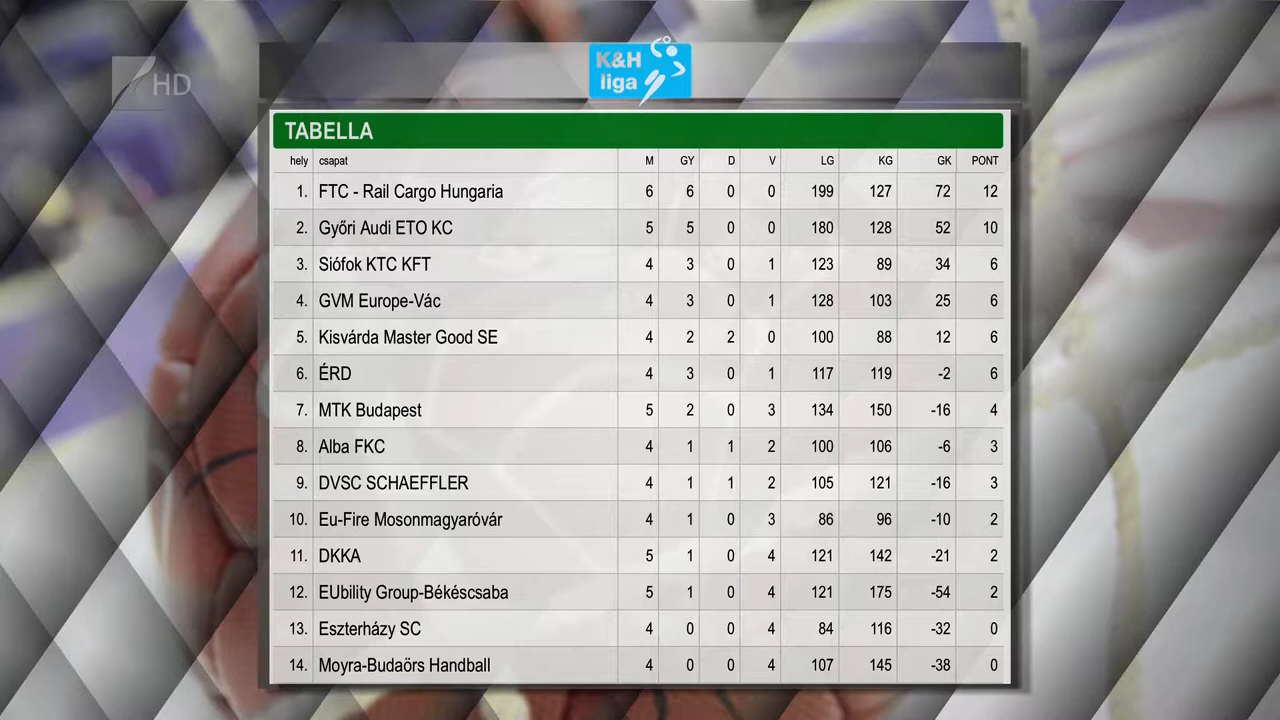 K&H
liga
HD
TABELLA
hely csapat M GY D V LG KG GK PONT
1. FTC - Rail Cargo Hungaria 6 6 0 0 199 127 72 12
2. Győri Audi ETO KC 5 5 0 0 180 128 52 10
3. Siófok KTC KFT 4 3 0 1 123 89 34 6
4. GVM Europe-Vác 4 3 0 1 128 103 25 6
5. Kisvárda Master Good SE 4 2 2 0 100 88 12 6
6. ÉRD 4 3 0 1 117 119 -2 6
7. MTK Budapest 5 2 0 3 134 150 -16 4
8. Alba FKC 4 1 1 2 100 106 -6 3
9. DVSC SCHAEFFLER 4 1 1 2 105 121 -16 3
10. Eu-Fire Mosonmagyaróvár 4 1 0 3 86 96 -10 2
11. DKKA 5 1 0 4 121 142 -21 2
12. EUbility Group-Békéscsaba 5 1 0 4 121 175 -54 2
13. Eszterházy SC 4 0 0 4 84 116 -32 0
14. Moyra-Budaörs Handball 4 0 0 4 107 145 -38 0